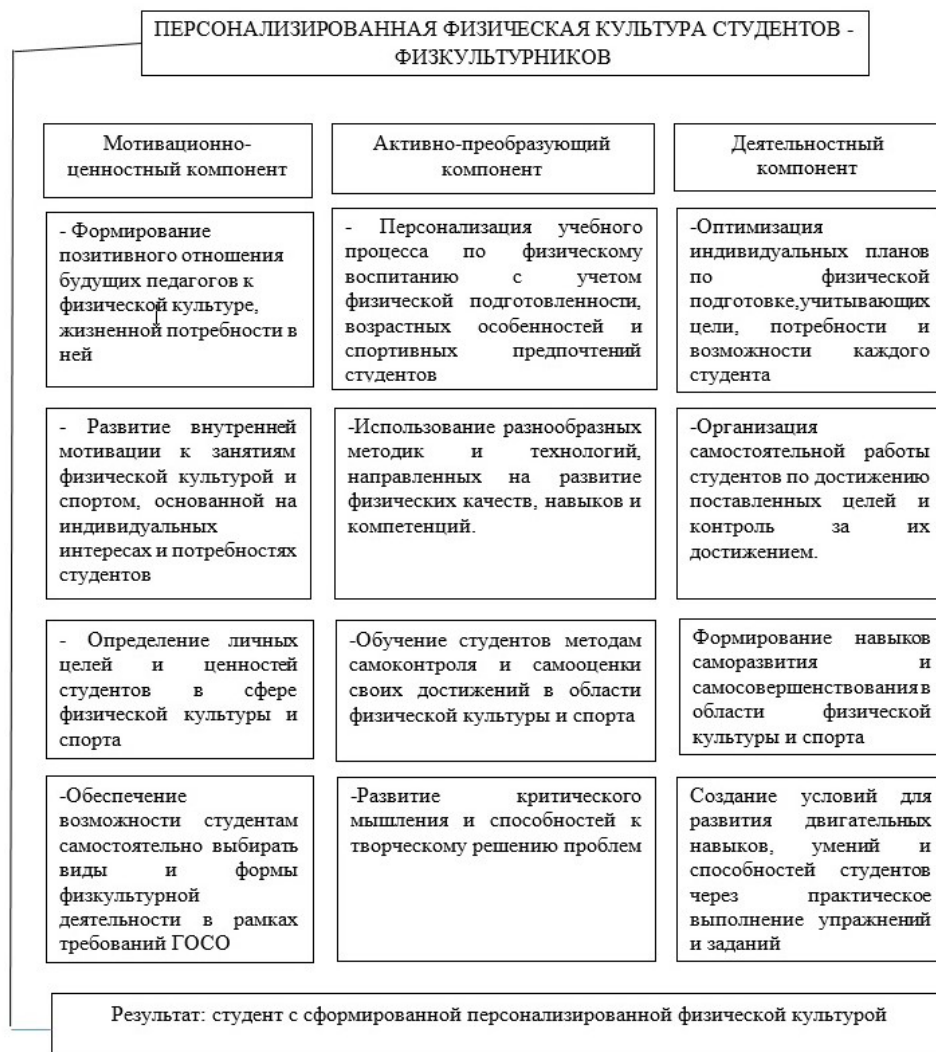 ПЕРСОНАЛИЗИРОВАННАЯ ФИЗИЧЕСКАЯ КУЛЬТУРА СТУДЕНТОВ -
ФИЗКУЛЬТУРНИКОВ
Мотивационно-
ценностный компонент
Активно-преобразующий
компонент
Деятельностный
компонент
- Формирование
позитивного отношения
будущих педагогов к
физической культуре,
жизненной потребности в
ней
- Персонализация учебного
процесса по физическому
воспитанию с учетом
физической подготовленности,
возрастных особенностей и
спортивных предпочтений
студентов
-Оптимизация
индивидуальных планов
по физической
подготовке,учитывающих
цели, потребности и
возможности каждого
студента
- Развитие внутренней
мотивации к занятиям
физической культурой и
спортом, основанной на
индивидуальных
интересах и потребностях
студентов
-Использование разнообразных
методик и технологий,
направленных на развитие
физических качеств, навыков и
компетенций.
-Организация
самостоятельной работы
студентов по достижению
поставленных целей и
контроль за их
достижением.
- Определение личных
целей и ценностей
студентов в сфере
физической культуры и
спорта
-Обучение студентов методам
самоконтроля и самооценки
своих достижений в области
физической культуры и спорта
Формирование навыков
саморазвития и
самосовершенствования в
области физической
культуры и спорта
-Обеспечение
возможности студентам
самостоятельно выбирать
виды и формы
физкультурной
деятельности в рамках
требований ГОСО
-Развитие критического
мышления и способностей к
творческому решению проблем
Создание условий для
развития двигательных
навыков, умений и
способностей студентов
через практическое
выполнение упражнений
и заданий
Результат: студент с сформированной персонализированной физической культурой